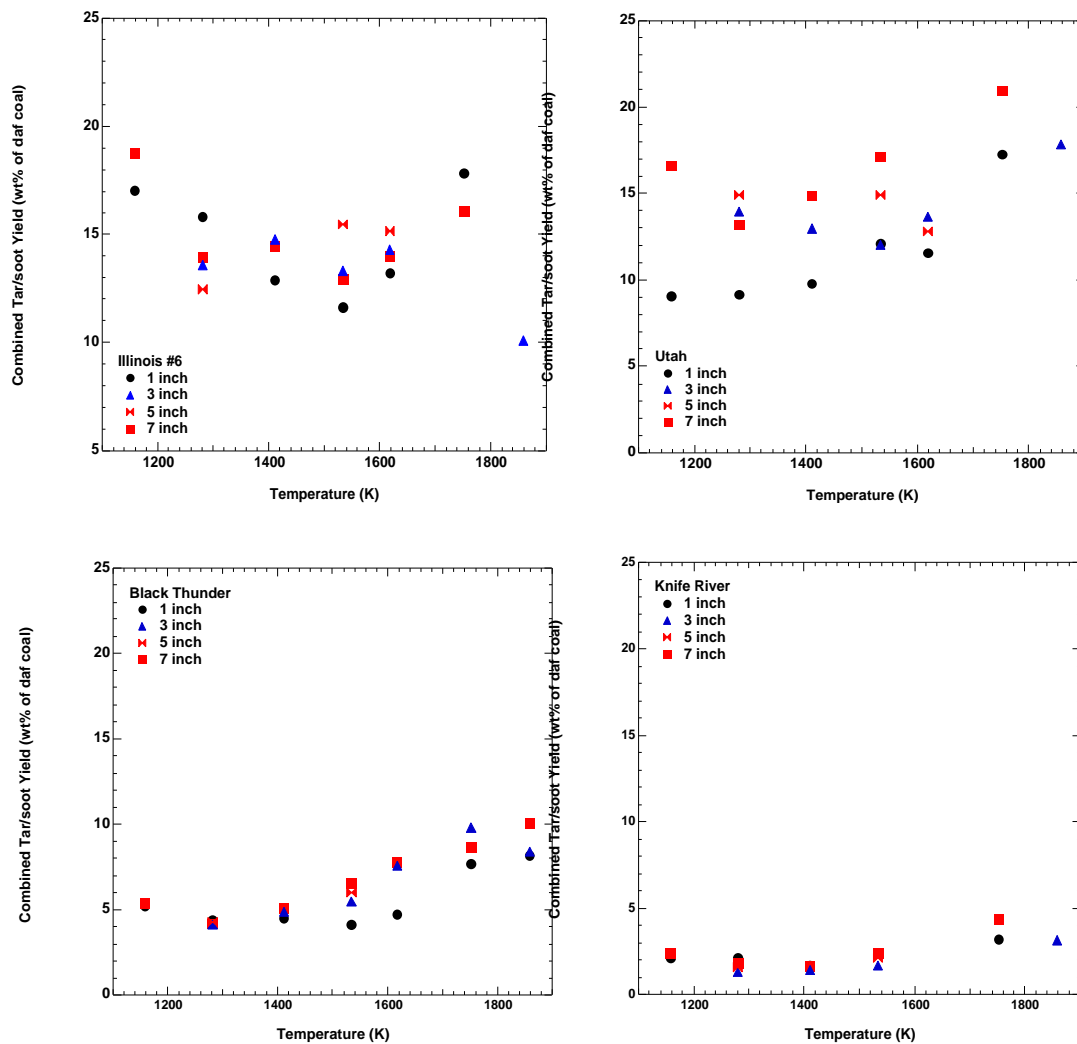 25
20
15
10
5
1200
1400
1600
1800
Combined Tar/soot Yield (wt% of daf coal)
Temperature (K)
Illinois #6
1 inch
3 inch
5 inch
7 inch
25
20
15
10
5
0
1200
1400
1600
1800
Combined Tar/soot Yield (wt% of daf coal)
Temperature (K)
Utah
1 inch
3 inch
5 inch
7 inch
25
20
15
10
5
0
1200
1400
1600
1800
Combined Tar/soot Yield (wt% of daf coal)
Temperature (K)
Black Thunder
1 inch
3 inch
5 inch
7 inch
25
20
15
10
5
0
1200
1400
1600
1800
Combined Tar/soot Yield (wt% of daf coal)
Temperature (K)
Knife River
1 inch
3 inch
5 inch
7 inch